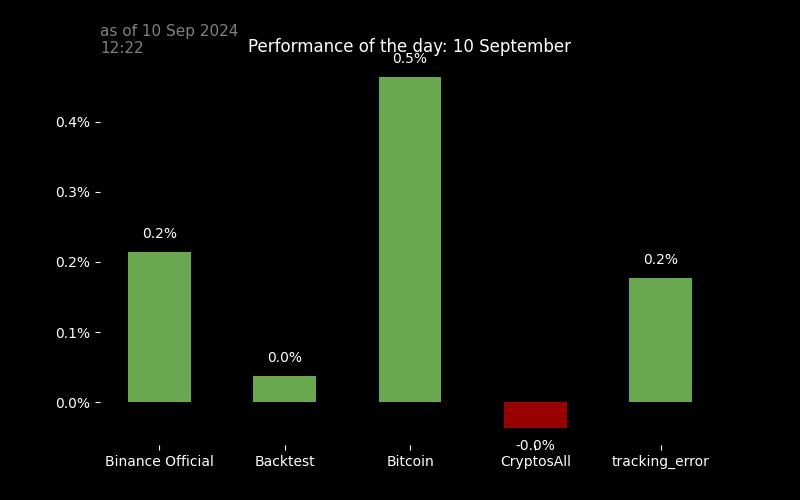 as of 10 Sep 2024
12:22
Performance of the day: 10 September
0.5%
0.4%
0.3%
0.2%
0.2%
0.2%
0.1%
0.0%
0.0%
-0.0%
Binance Official
Backtest
Bitcoin
CryptosAll
tracking_error